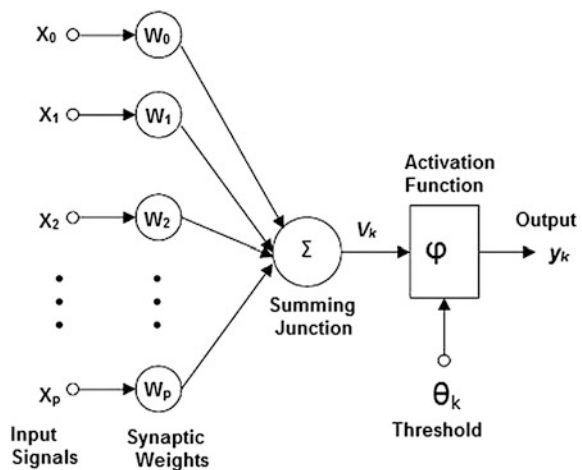 X0 W0
X1 W1
Activation
Function
X2 W2
Σ
Vk
φ
Output
yk
Summing
Junction
Xp Wp
θk
Threshold
Input
Signals
Synaptic
Weights